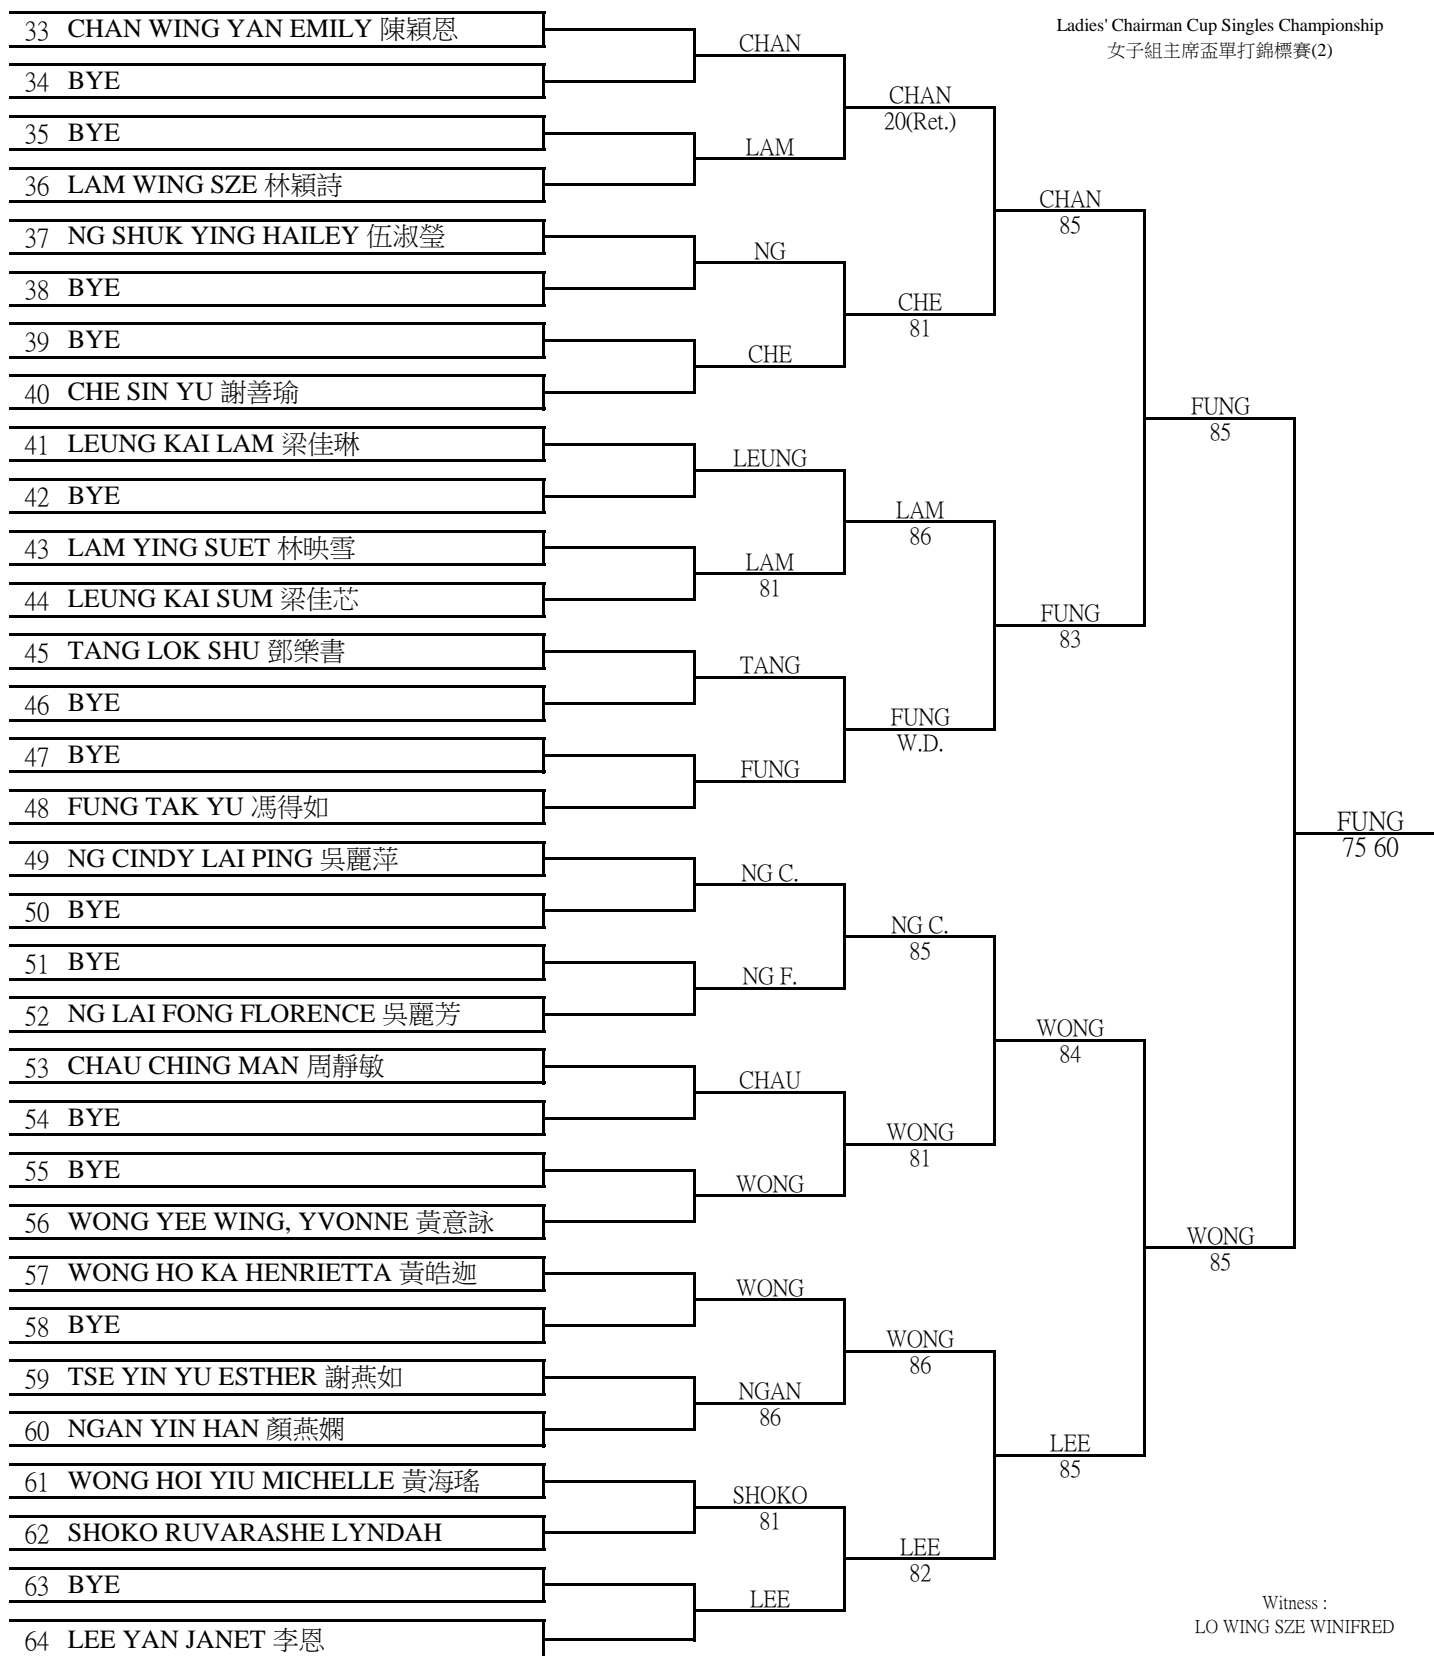 Ladies' Chairman Cup Singles Championship
女子組主席盃單打錦標賽(2)
33 CHAN WING YAN EMILY 陳穎恩
CHAN
34 BYE
CHAN
20(Ret.)
35 BYE
LAM
36 LAM WING SZE 林穎詩
CHAN
85
37 NG SHUK YING HAILEY 伍淑瑩
NG
38 BYE
CHE
81
39 BYE
CHE
40 CHE SIN YU 謝善瑜
FUNG
85
41 LEUNG KAI LAM 梁佳琳
LEUNG
42 BYE
LAM
86
43 LAM YING SUET 林映雪
LAM
81
44 LEUNG KAI SUM 梁佳芯
FUNG
83
45 TANG LOK SHU 鄧樂書
TANG
46 BYE
FUNG
W.D.
47 BYE
FUNG
48 FUNG TAK YU 馮得如
FUNG
75 60
49 NG CINDY LAI PING 吳麗萍
NG C.
50 BYE
NG C.
85
51 BYE
NG F.
52 NG LAI FONG FLORENCE 吳麗芳
WONG
84
53 CHAU CHING MAN 周靜敏
CHAU
54 BYE
WONG
81
55 BYE
WONG
56 WONG YEE WING, YVONNE 黃意詠
WONG
85
57 WONG HO KA HENRIETTA 黃皓迦
WONG
58 BYE
WONG
86
59 TSE YIN YU ESTHER 謝燕如
NGAN
86
60 NGAN YIN HAN 顏燕嫻
LEE
85
61 WONG HOI YIU MICHELLE 黃海瑤
SHOKO
81
62 SHOKO RUVARASHE LYNDAH
LEE
82
63 BYE
LEE
64 LEE YAN JANET 李恩
Witness :
LO WING SZE WINIFRED